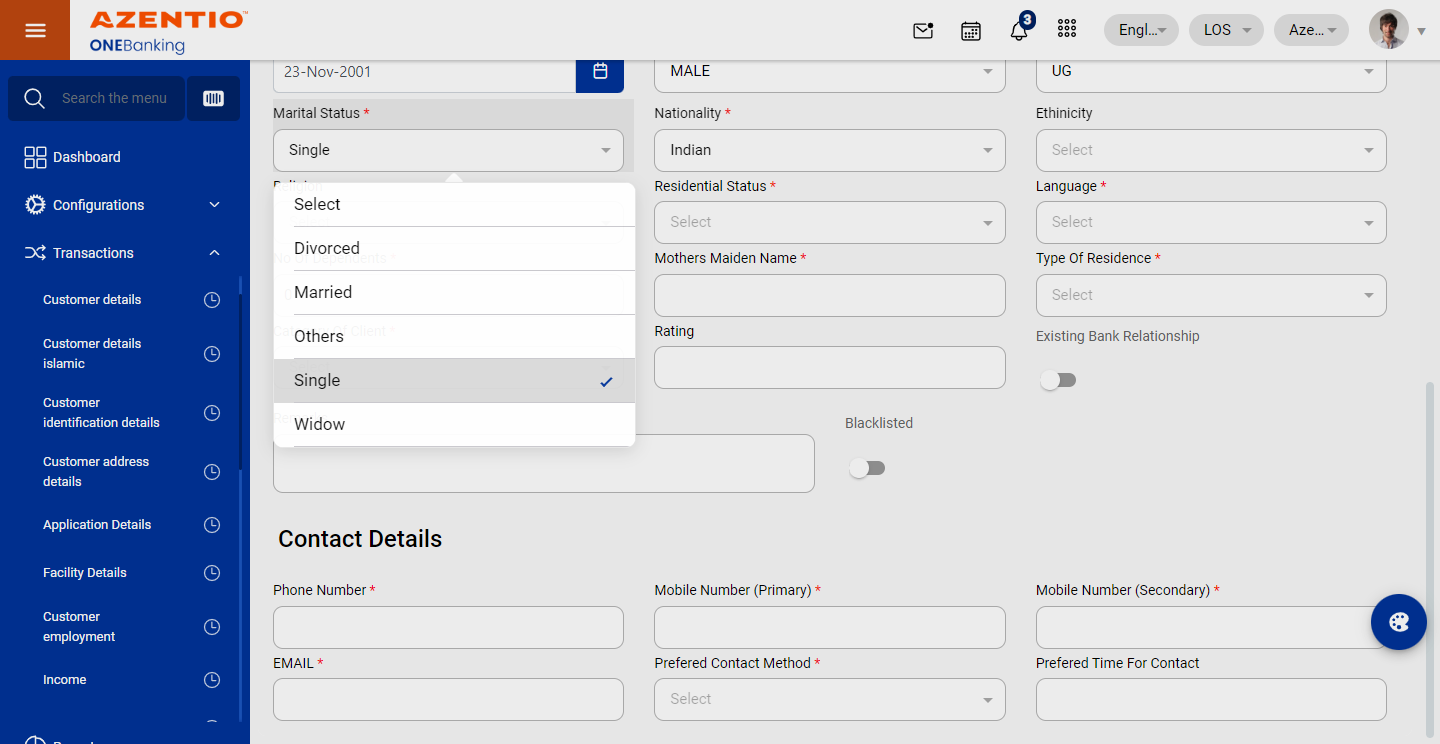 AZENTIO™
ONEBanking
3
Engl...
LOS
Aze...
Search the menu
Dashboard
Configurations
Transactions
Customer details
Customer details
islamic
Customer
identification details
Customer address
details
Application Details
Facility Details
Customer
employment
Income
23-Nov-2001
MALE
UG
Marital Status *
Nationality *
Ethinicity
Single
Indian
Select
Residential Status *
Language *
Select
Select
Select
Divorced
Married
Others
Single
Widow
Mothers Maiden Name *
Type Of Residence *
Select
Rating
Existing Bank Relationship
Blacklisted
Contact Details
Phone Number *
Mobile Number (Primary) *
Mobile Number (Secondary) *
EMAIL *
Prefered Contact Method *
Prefered Time For Contact
Select